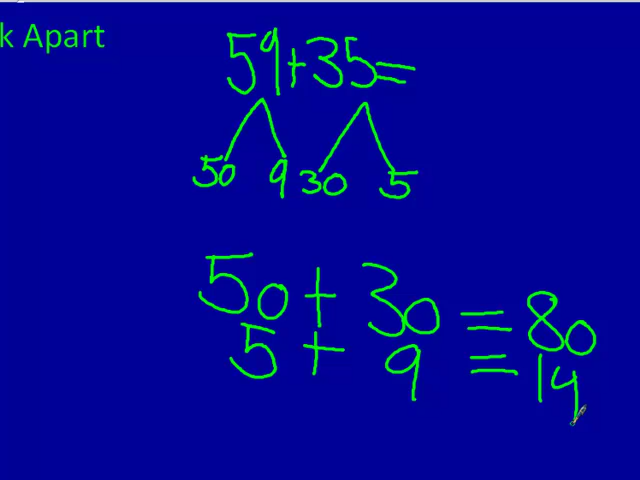 k Apart
59+35=
50 9 30 5
50 + 30 = 80
5 + 9 = 14